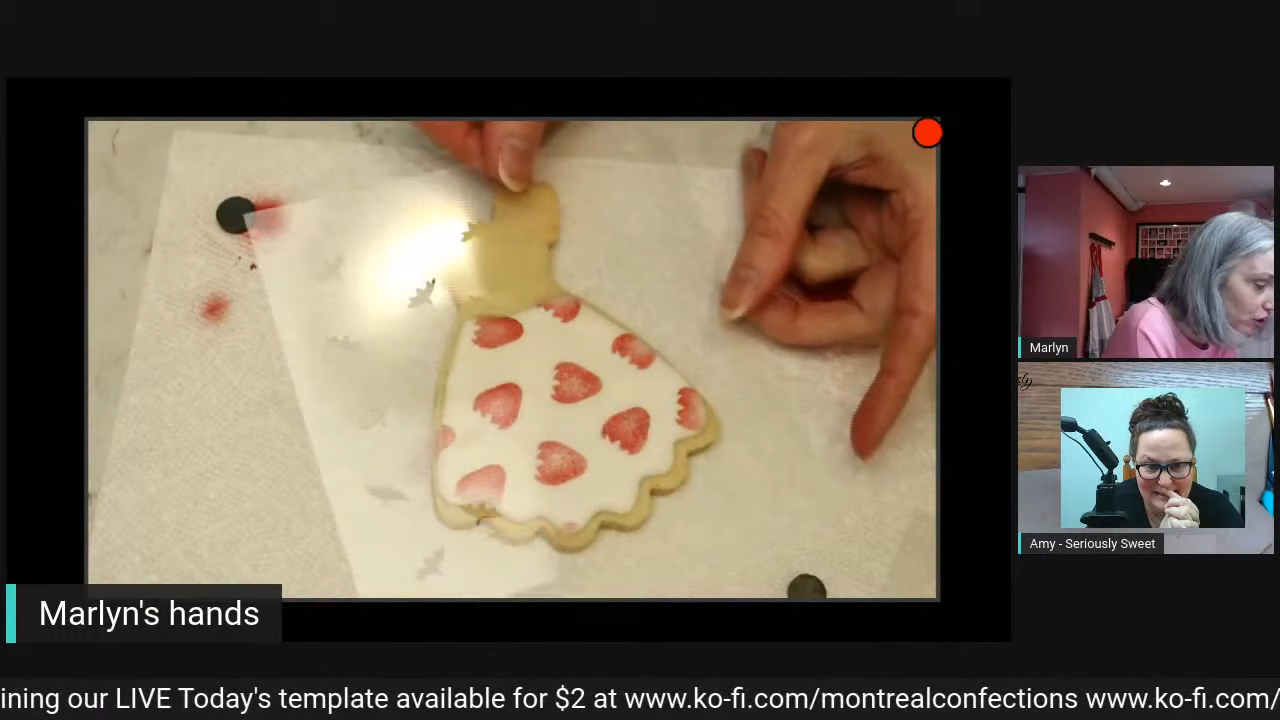 Marlyn
Amy - Seriously Sweet
Marlyn's hands
ining our LIVE Today's template available for $2 at www.ko-fi.com/montrealconfections www.ko-fi.com/